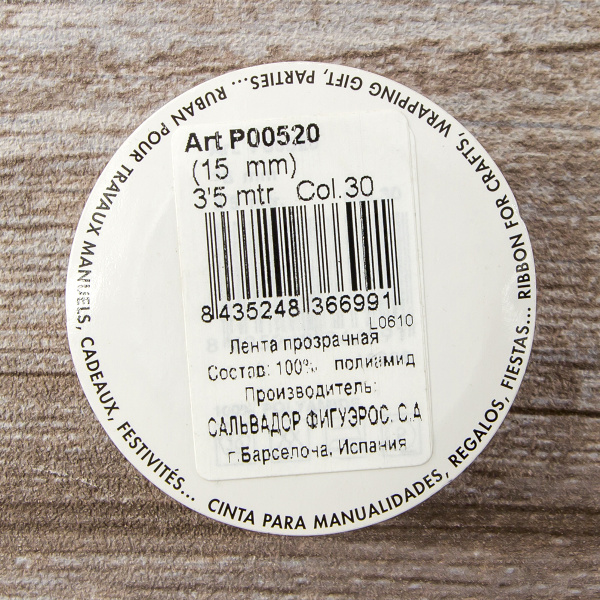 Art P00520
(15 mm)
3'5 mtr Col.30
8 435248 366991
L0610
Лента прозрачная
Состав: 100% полиамид
Производитель:
САЛЬВАДОР ФИГУЭРОС. С.А
г.Барселоча. Испания
RUBAN POUR TRAVAUX MANUELS, CADEAUX, FESTIVITÉS...
CINTA PARA MANUALIDADES, REGALOS, FIESTAS...
RIBBON FOR CRAFTS, WRAPPING GIFT, PARTIES...